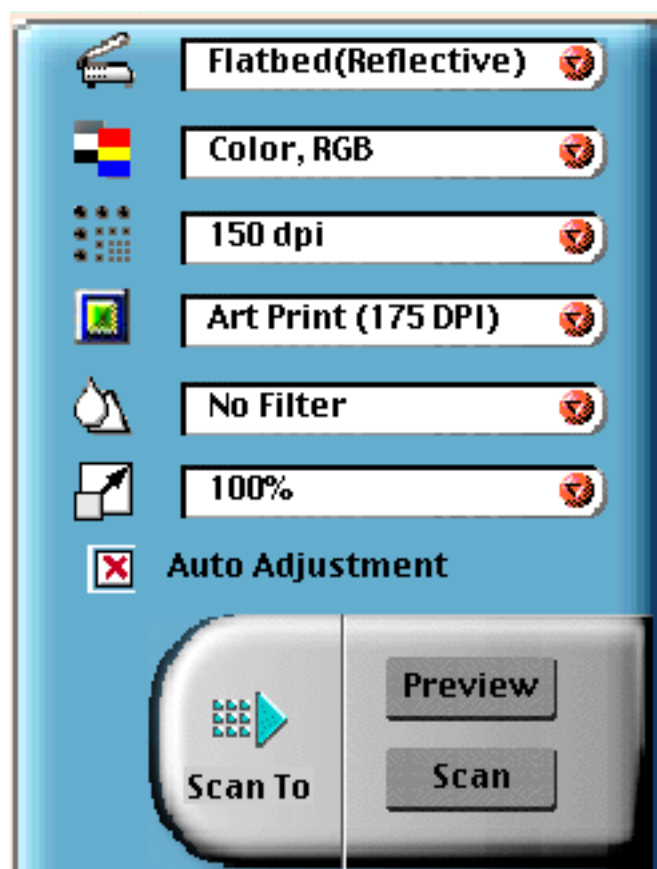 Flatbed(Reflective)
Color, RGB
150 dpi
Art Print (175 DPI)
No Filter
100%
Auto Adjustment
Preview
Scan To
Scan